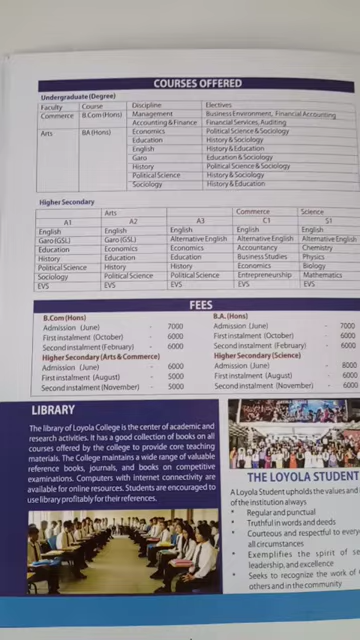 COURSES OFFERED
Undergraduate (Degree)
Faculty Course Discipline Electives
Commerce B.Com (Hons) Management Business Environment, Financial Accounting
Accounting & Finance Financial Services, Auditing
Arts BA (Hons) Economics Political Science & Sociology
Education History & Sociology
English History & Education
Garo Education & Sociology
History Political Science & Sociology
Political Science History & Sociology
Sociology History & Education
Higher Secondary
Arts Commerce Science
A1 A2 A3 C1 S1
English English English English English
Garo (GSL) Garo (GSL) Alternative English Alternative English Alternative English
Education Economics Economics Accountancy Chemistry
History Education Education Business Studies Physics
Political Science History History Economics Biology
Sociology Political Science Political Science Entrepreneurship Mathematics
EVS EVS EVS EVS EVS
FEES
B.Com (Hons)
Admission (June) - 7000
First instalment (October) - 6000
Second instalment (February) - 6000
Higher Secondary (Arts & Commerce)
Admission (June) - 6000
First instalment (August) - 5000
Second instalment (November) - 5000
B.A. (Hons)
Admission (June) - 7000
First instalment (October) - 6000
Second instalment (February) - 6000
Higher Secondary (Science)
Admission (June) - 8000
First instalment (August) - 6000
Second instalment (November) - 6000
LIBRARY
The library of Loyola College is the center of academic and
research activities. It has a good collection of books on all
courses offered by the college to provide core teaching
materials. The College maintains a wide range of valuable
reference books, journals, and books on competitive
examinations. Computers with internet connectivity are
available for online resources. Students are encouraged to
use library profitably for their references.
THE LOYOLA STUDENT
A Loyola Student upholds the values and
of the institution always
* Regular and punctual
* Truthful in words and deeds
* Courteous and respectful to every
all circumstances
* Exemplifies the spirit of se
leadership, and excellence
* Seeks to recognize the work of
others and in the community